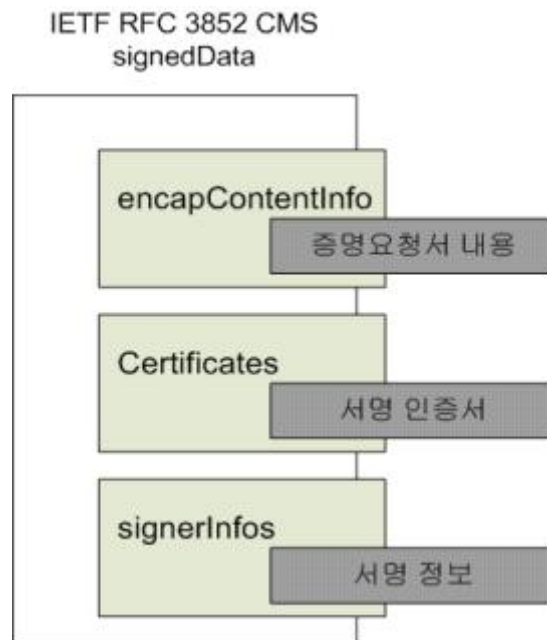 IETF RFC 3852 CMS
signedData
encapContentInfo
증명요청서 내용
Certificates
서명 인증서
signerInfos
서명 정보